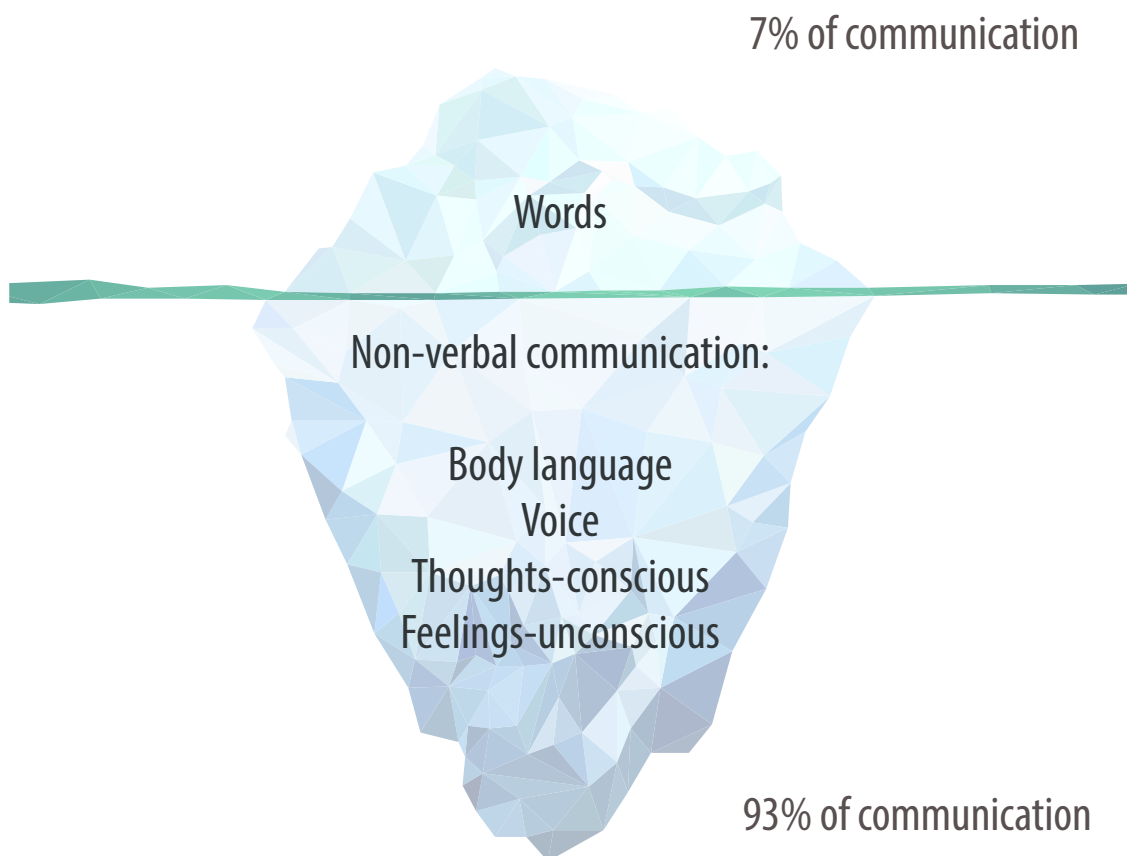 7% of communication
Words
Non-verbal communication:
Body language
Voice
Thoughts-conscious
Feelings-unconscious
93% of communication